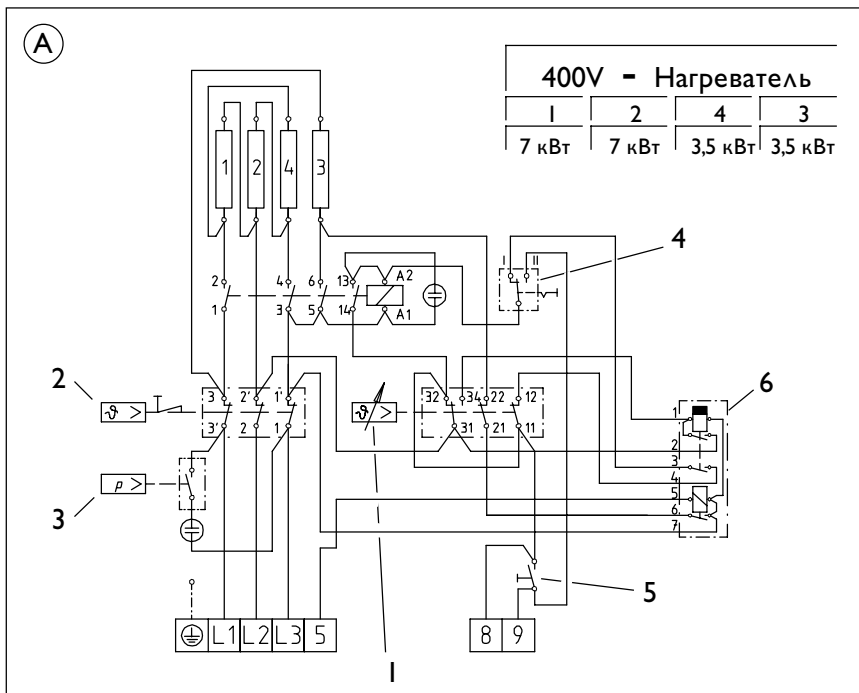 A
400V - Нагреватель
1 2 4 3
7 кВт 7 кВт 3,5 кВт 3,5 кВт
1 2 4 3
4
I II
2 4 6 13 A2
1 3 5 14 A1
2
3 2' 1'
3' 2 1
ϑ >
ϑ >
32 34 22 12
31 21 11
6
1
2
3
4
5
6
7
3
p >
5
L1 L2 L3 5
8 9
1